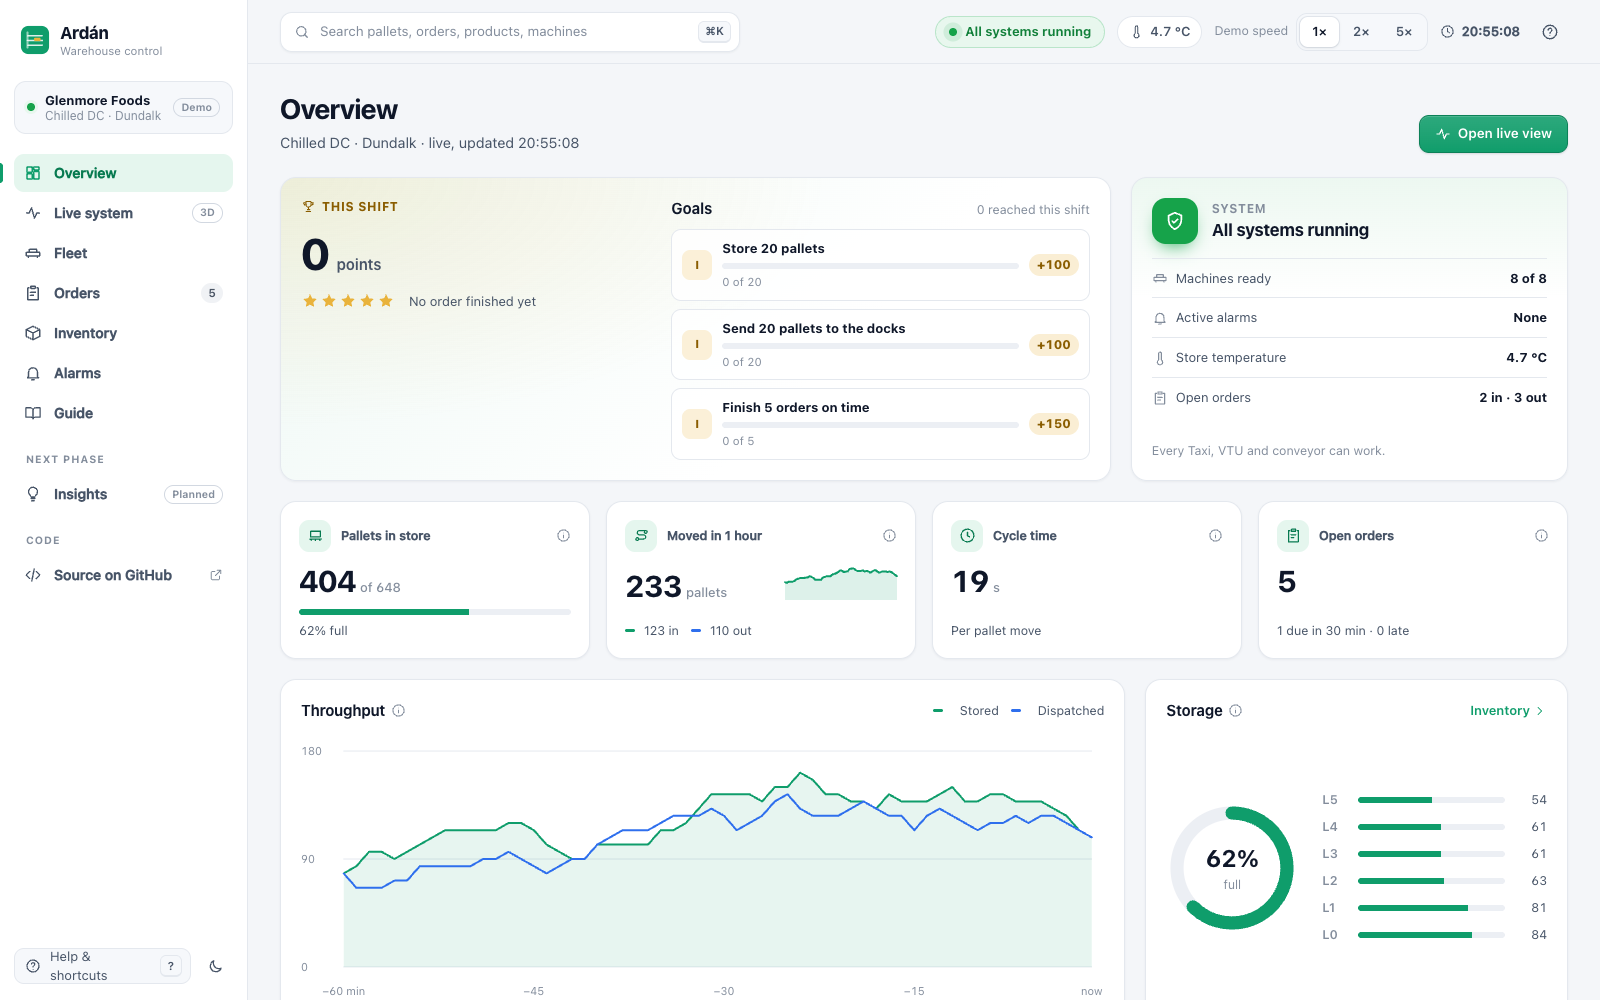 Ardán
Warehouse control
Glenmore Foods
Chilled DC · Dundalk
Demo
Overview
Live system
3D
Fleet
Orders
5
Inventory
Alarms
Guide
NEXT PHASE
Insights
Planned
CODE
Source on GitHub
Help & shortcuts
?
Search pallets, orders, products, machines
⌘K
All systems running
4.7 °C
Demo speed
1×
2×
5×
20:55:08
Overview
Chilled DC · Dundalk · live, updated 20:55:08
Open live view
THIS SHIFT
0 points
No order finished yet
Goals
0 reached this shift
I
Store 20 pallets
0 of 20
+100
I
Send 20 pallets to the docks
0 of 20
+100
I
Finish 5 orders on time
0 of 5
+150
SYSTEM
All systems running
Machines ready
8 of 8
Active alarms
None
Store temperature
4.7 °C
Open orders
2 in · 3 out
Every Taxi, VTU and conveyor can work.
Pallets in store
404 of 648
62% full
Moved in 1 hour
233 pallets
123 in
110 out
Cycle time
19 s
Per pallet move
Open orders
5
1 due in 30 min · 0 late
Throughput
Stored
Dispatched
180
90
0
−60 min
−45
−30
−15
now
Storage
Inventory
62%
full
L5
54
L4
61
L3
61
L2
63
L1
81
L0
84